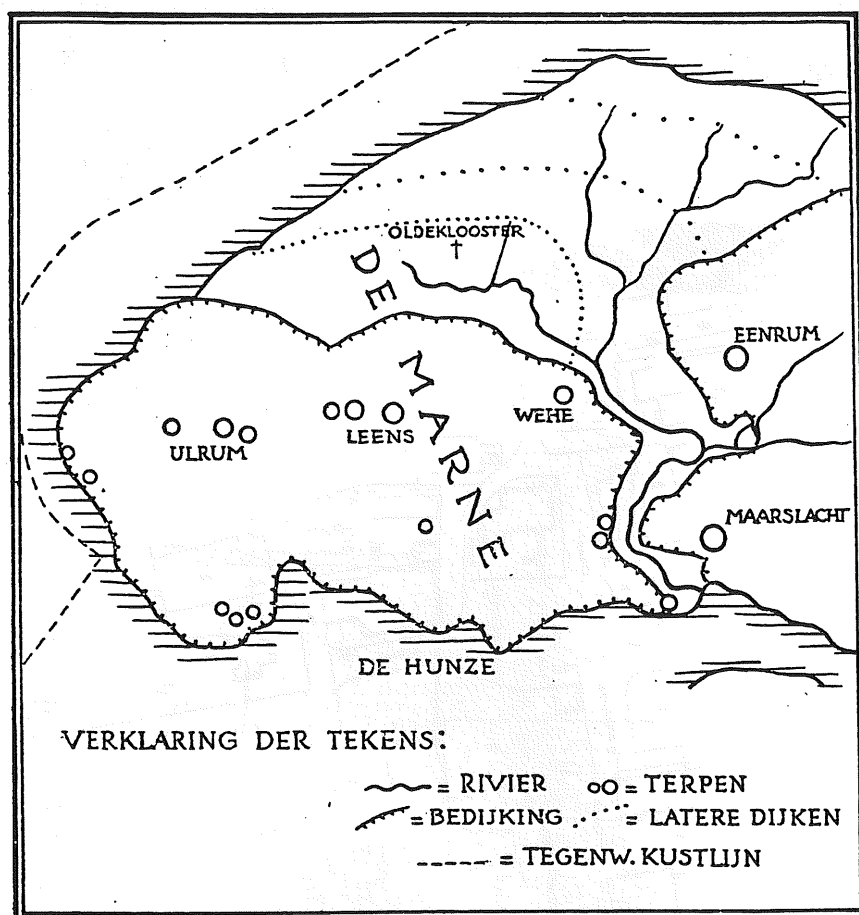 OLDEKLOOSTER
DE MARNE
EENRUM
WEHE
LEENS
ULRUM
MAARSLACHT
DE HUNZE
VERKLARING DER TEKENS:
= RIVIER = TERPEN
= BEDIJKING = LATERE DIJKEN
= TEGENW. KUSTLIJN